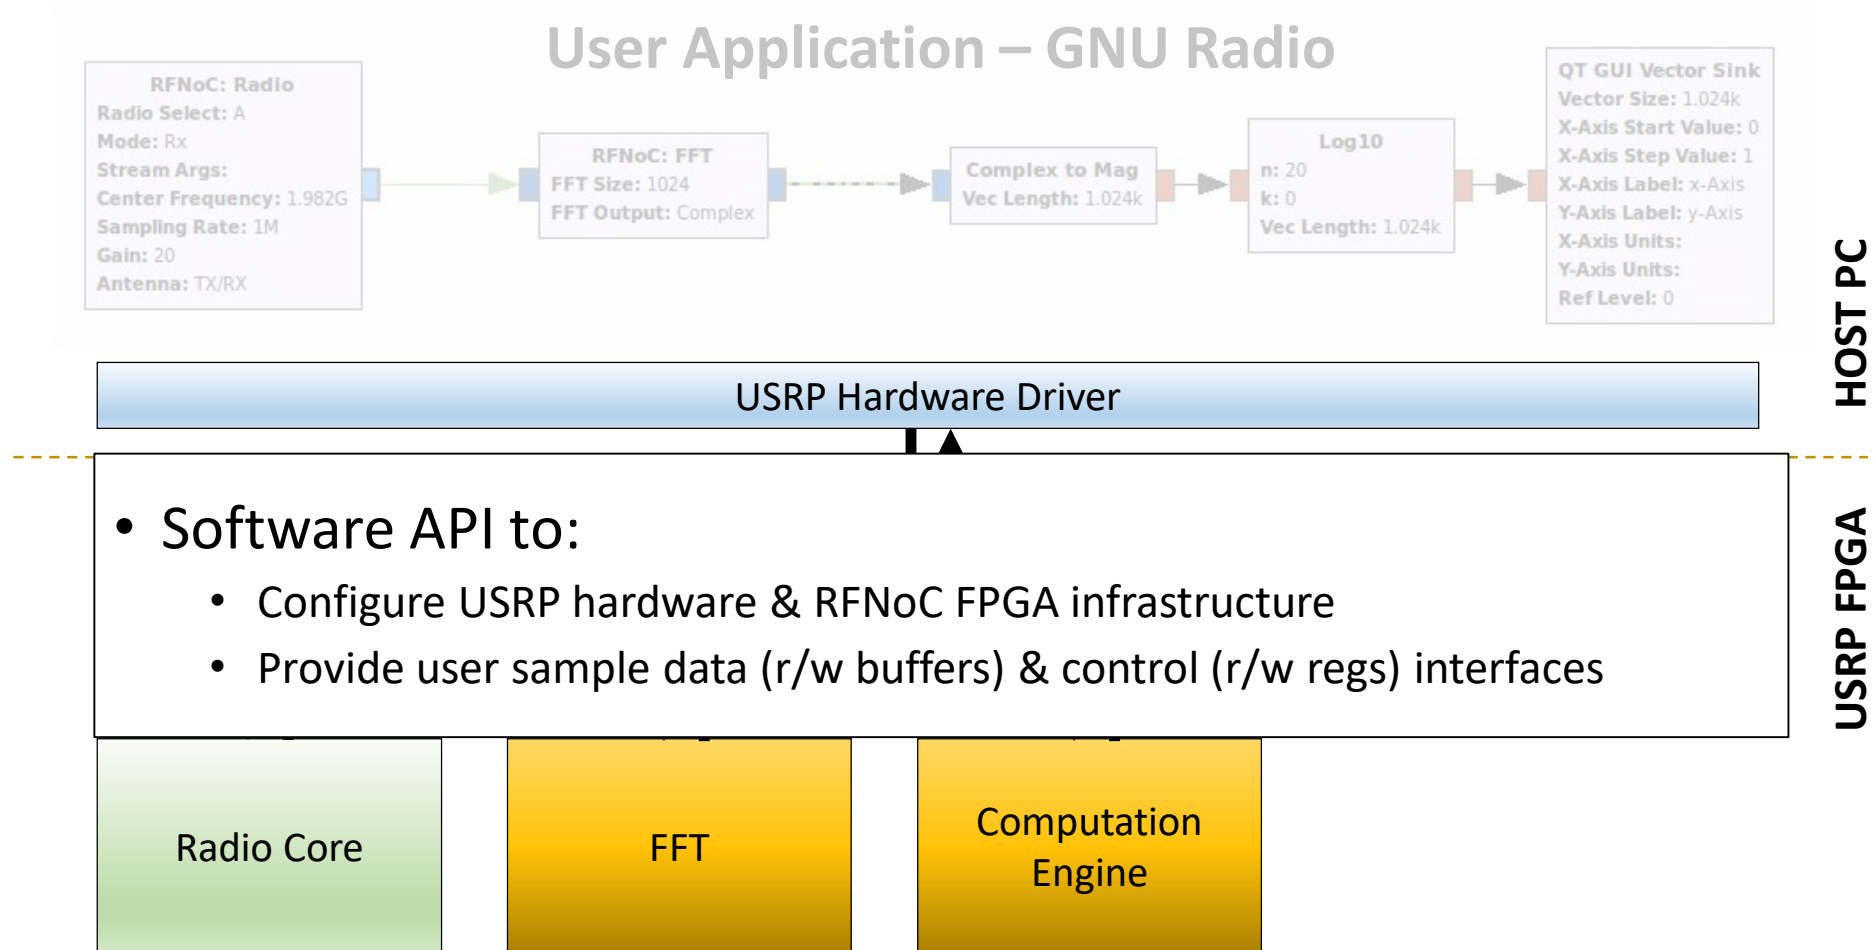 User Application – GNU Radio
RFNoC: Radio
Radio Select: A
Mode: Rx
Stream Args:
Center Frequency: 1.982G
Sampling Rate: 1M
Gain: 20
Antenna: TX/RX
RFNoC: FFT
FFT Size: 1024
FFT Output: Complex
Complex to Mag
Vec Length: 1.024k
Log10
n: 20
k: 0
Vec Length: 1.024k
QT GUI Vector Sink
Vector Size: 1.024k
X-Axis Start Value: 0
X-Axis Step Value: 1
X-Axis Label: x-Axis
Y-Axis Label: y-Axis
X-Axis Units:
Y-Axis Units:
Ref Level: 0
HOST PC
USRP Hardware Driver
• Software API to:
• Configure USRP hardware & RFNoC FPGA infrastructure
• Provide user sample data (r/w buffers) & control (r/w regs) interfaces
USRP FPGA
Radio Core
FFT
Computation
Engine